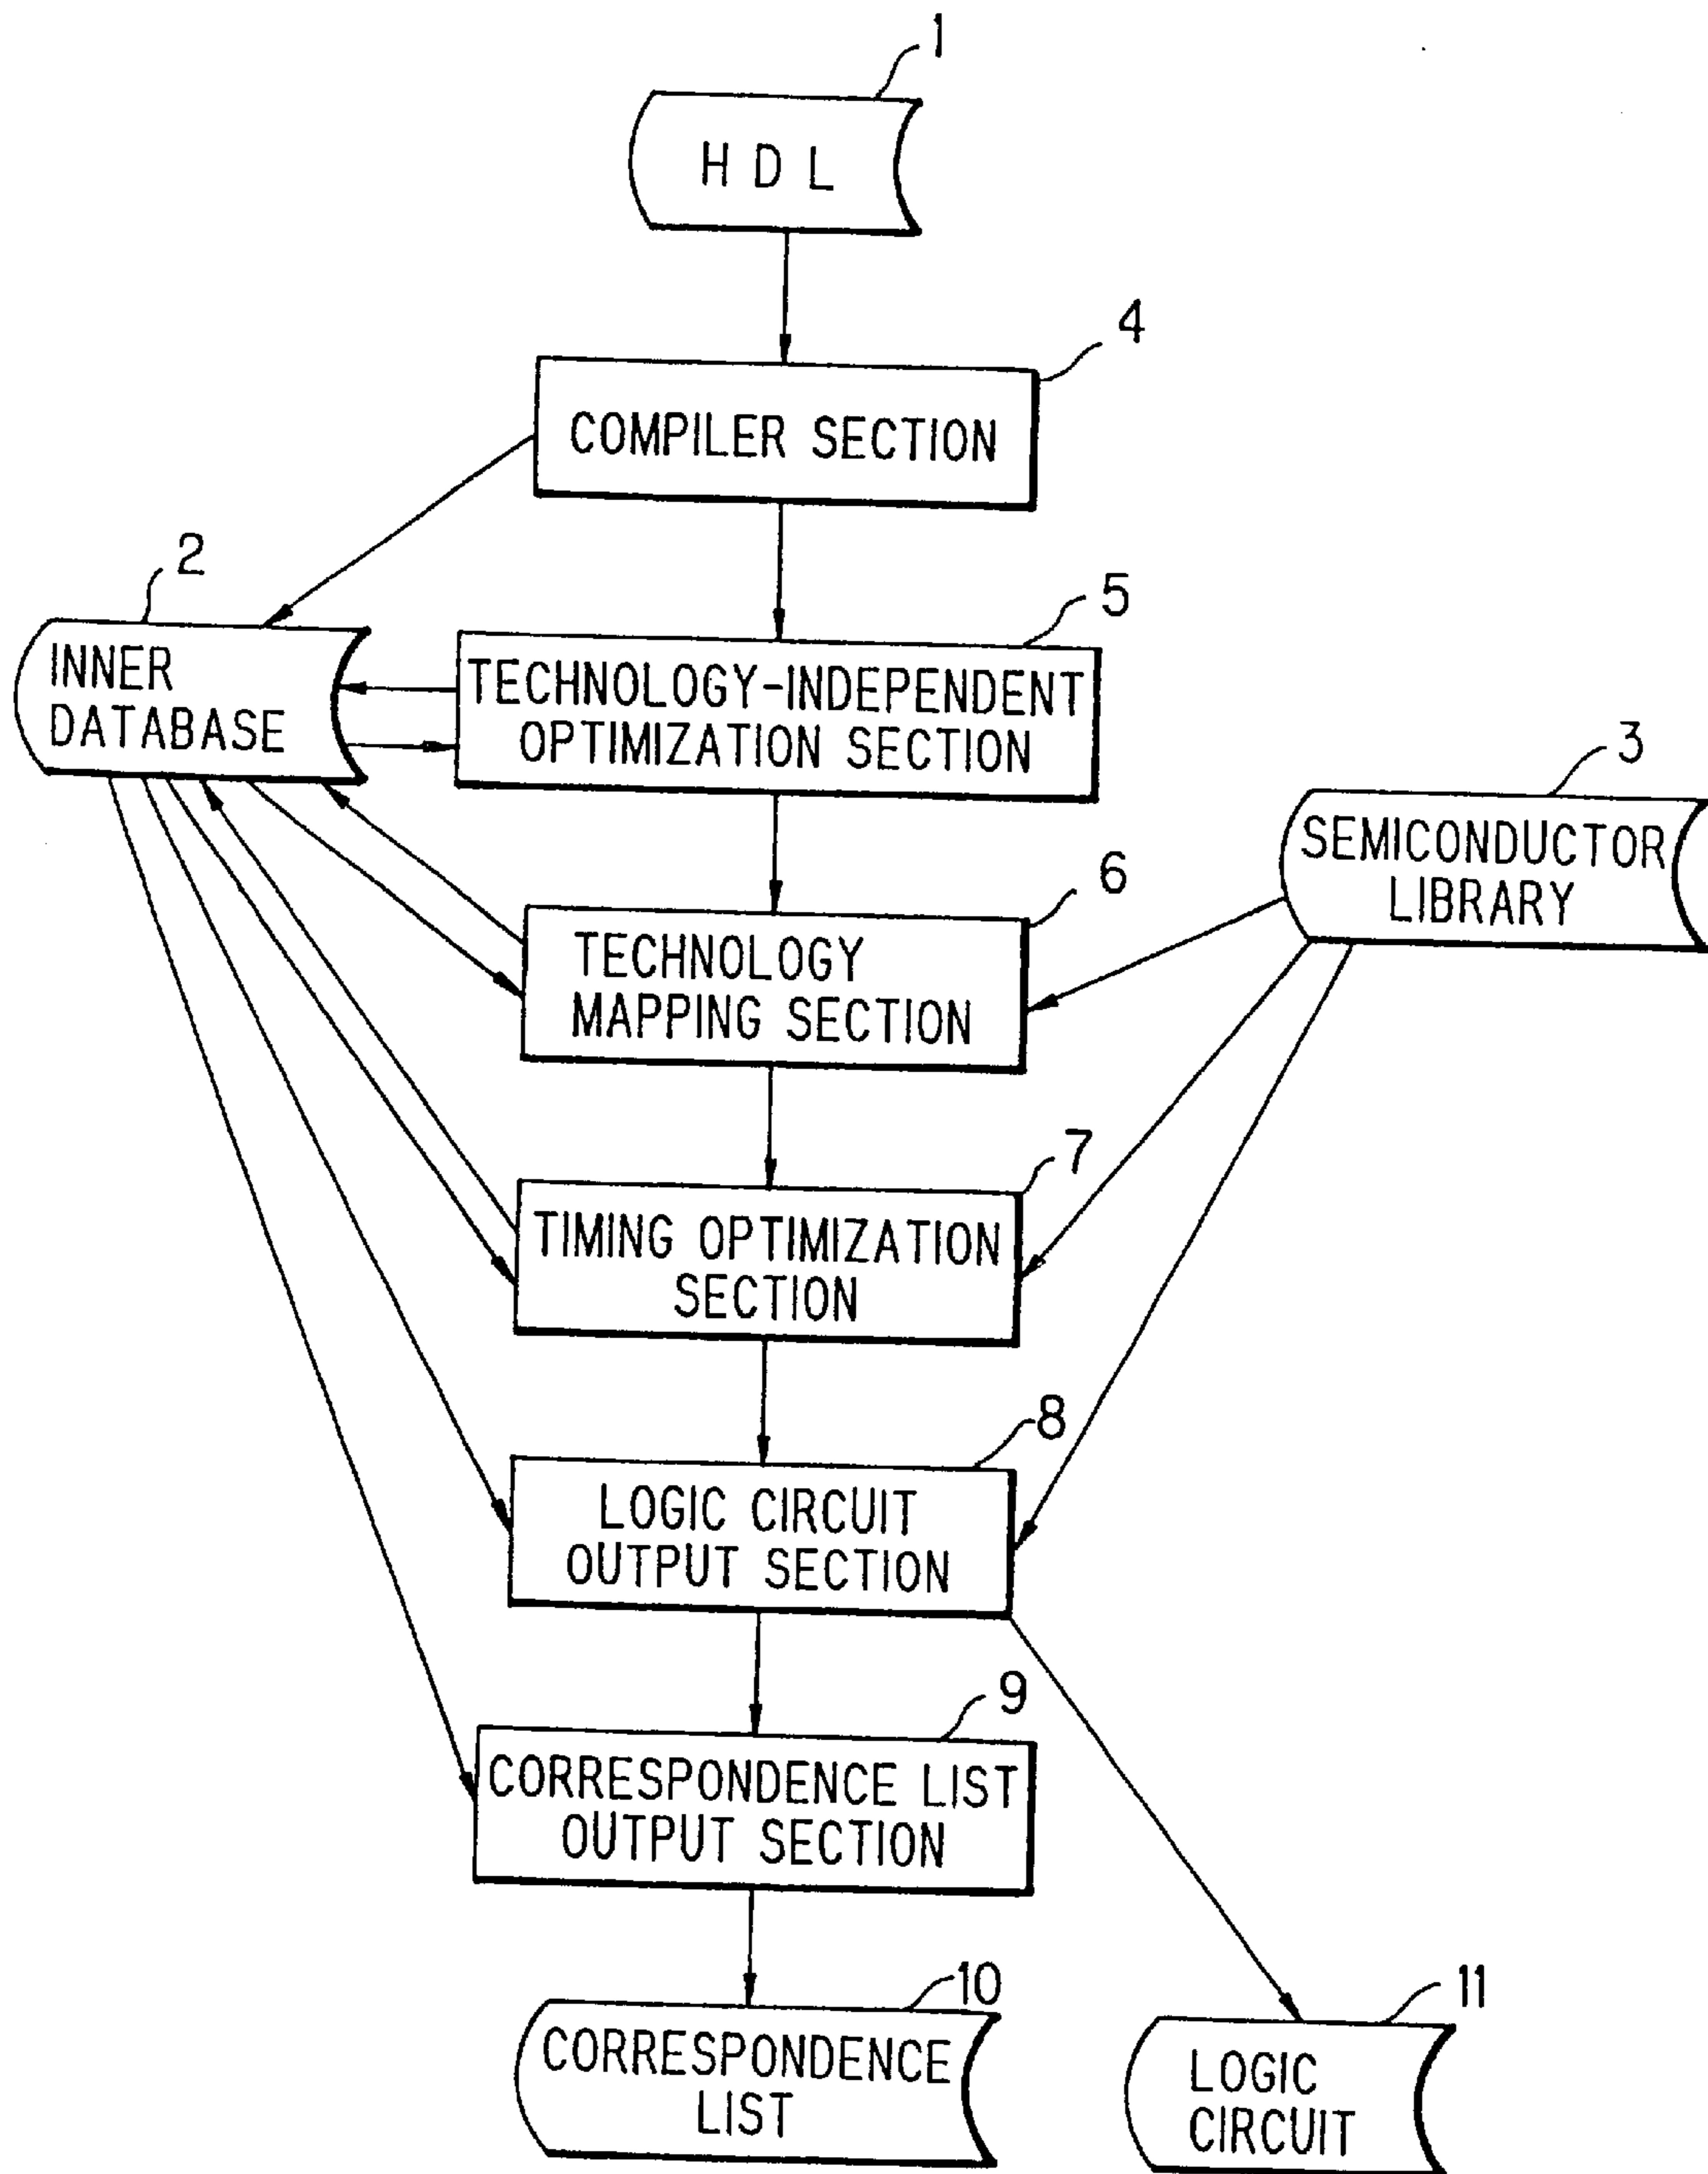 1
H D L
4
COMPILER SECTION
2
INNER
DATABASE
5
TECHNOLOGY-INDEPENDENT
OPTIMIZATION SECTION
3
SEMICONDUCTOR
LIBRARY
6
TECHNOLOGY
MAPPING SECTION
7
TIMING OPTIMIZATION
SECTION
8
LOGIC CIRCUIT
OUTPUT SECTION
9
CORRESPONDENCE LIST
OUTPUT SECTION
10
CORRESPONDENCE
LIST
11
LOGIC
CIRCUIT